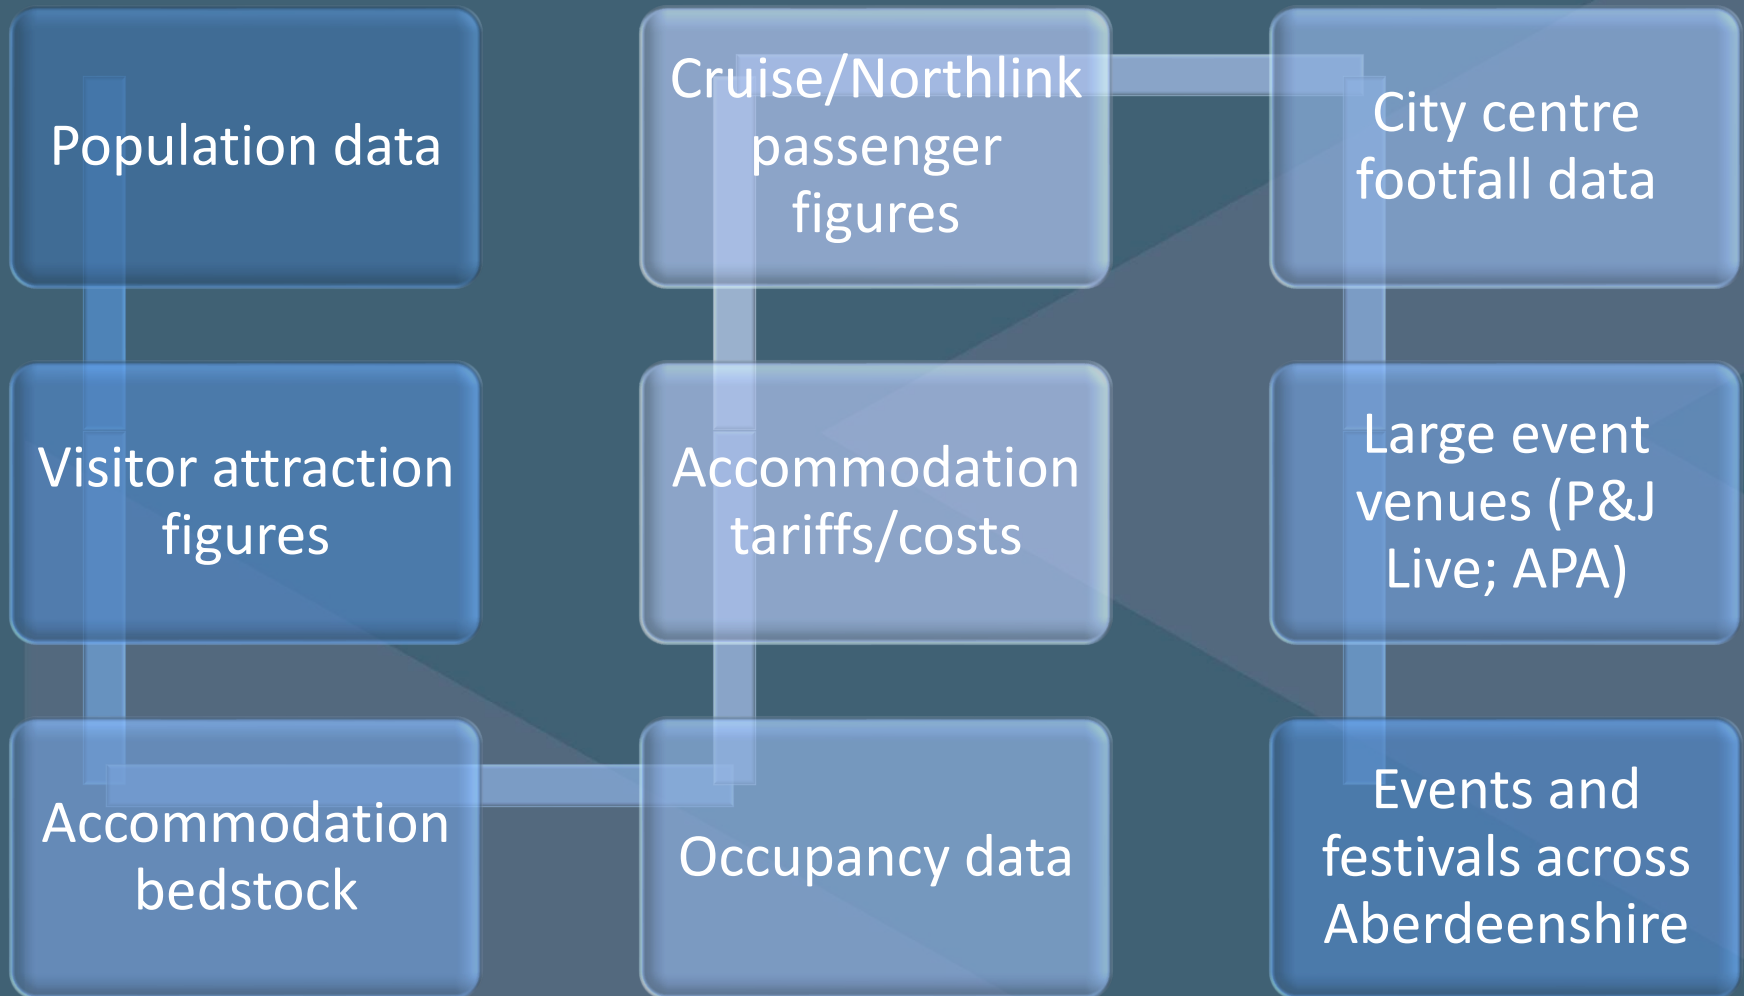 Population data
Visitor attraction
figures
Accommodation
bedstock
Occupancy data
Accommodation
tariffs/costs
Cruise/Northlink
passenger
figures
City centre
footfall data
Large event
venues (P&J
Live; APA)
Events and
festivals across
Aberdeenshire